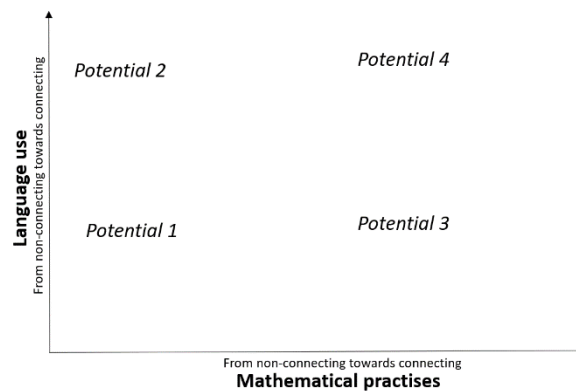 Potential 2
Potential 4
Language use
From non-connecting towards connecting
Potential 1
Potential 3
From non-connecting towards connecting
Mathematical practises